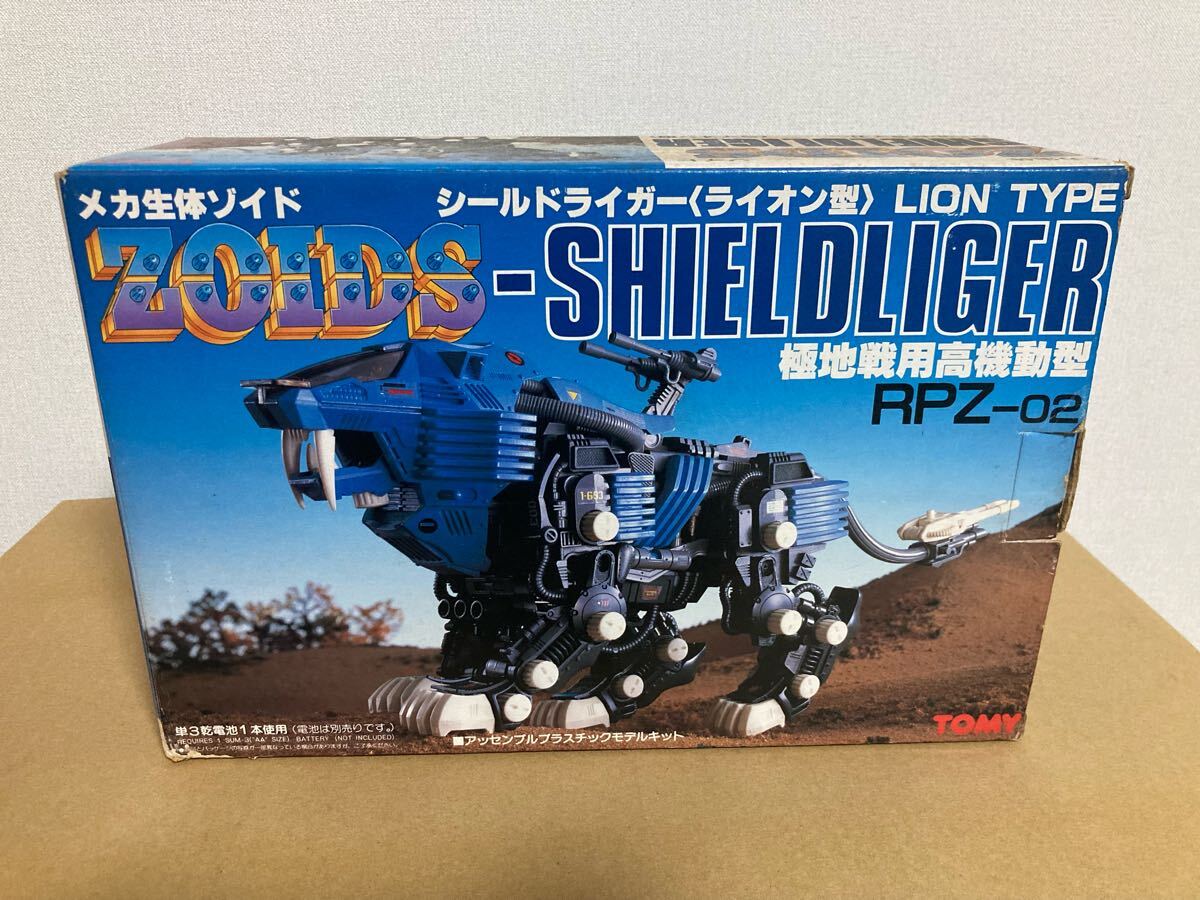 メカ生体ゾイド
シールドライガー〈ライオン型〉 LION TYPE
ZOIDS-SHIELDLIGER
極地戦用高機動型
RPZ-02
1-693
単3乾電池1本使用(電池は別売りです。)
REQUIRES 1 SUM-3("AA" SIZE) BATTERY (NOT INCLUDED)
■アッセンブルプラスチックモデルキット
TOMY